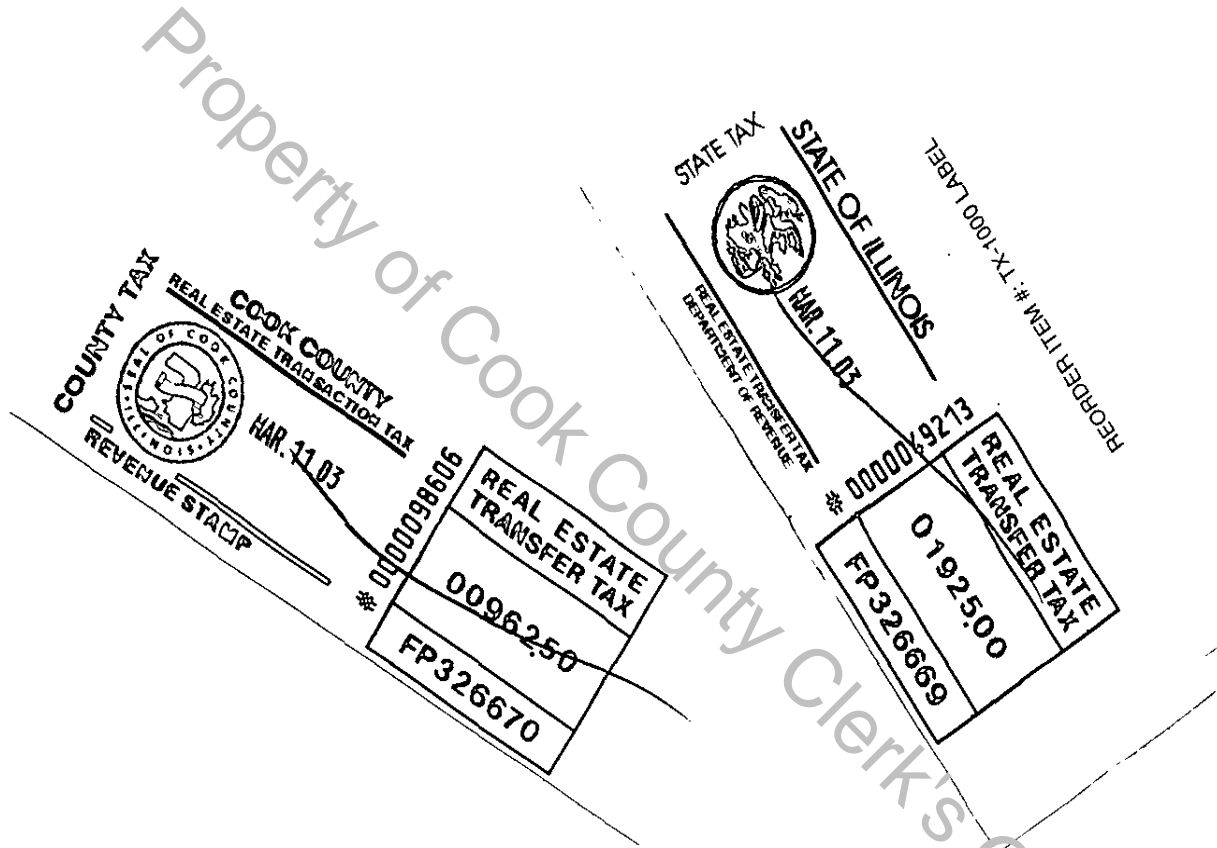 Property of Cook County Clerk's
COUNTY TAX
COOK COUNTY
REAL ESTATE TRANSACTION TAX
SEAL OF COOK COUNTY
ILLINOIS
MAR. 11.03
REVENUE STAMP
# 0000098606
REAL ESTATE
TRANSFER TAX
0096250
FP326670
STATE TAX
STATE OF ILLINOIS
MAR. 11.03
REAL ESTATE TRANSFER TAX
DEPARTMENT OF REVENUE
# 0000049213
REAL ESTATE
TRANSFER TAX
01925.00
FP326669
REORDER ITEM #: TX-1000 LABEL